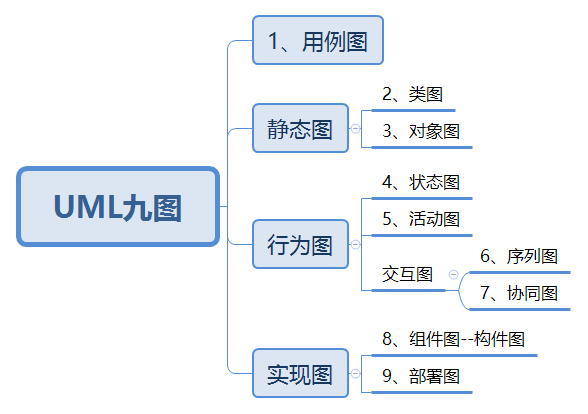 UML九图
1、用例图
静态图
2、类图
3、对象图
行为图
4、状态图
5、活动图
交互图
6、序列图
7、协同图
实现图
8、组件图--构件图
9、部署图